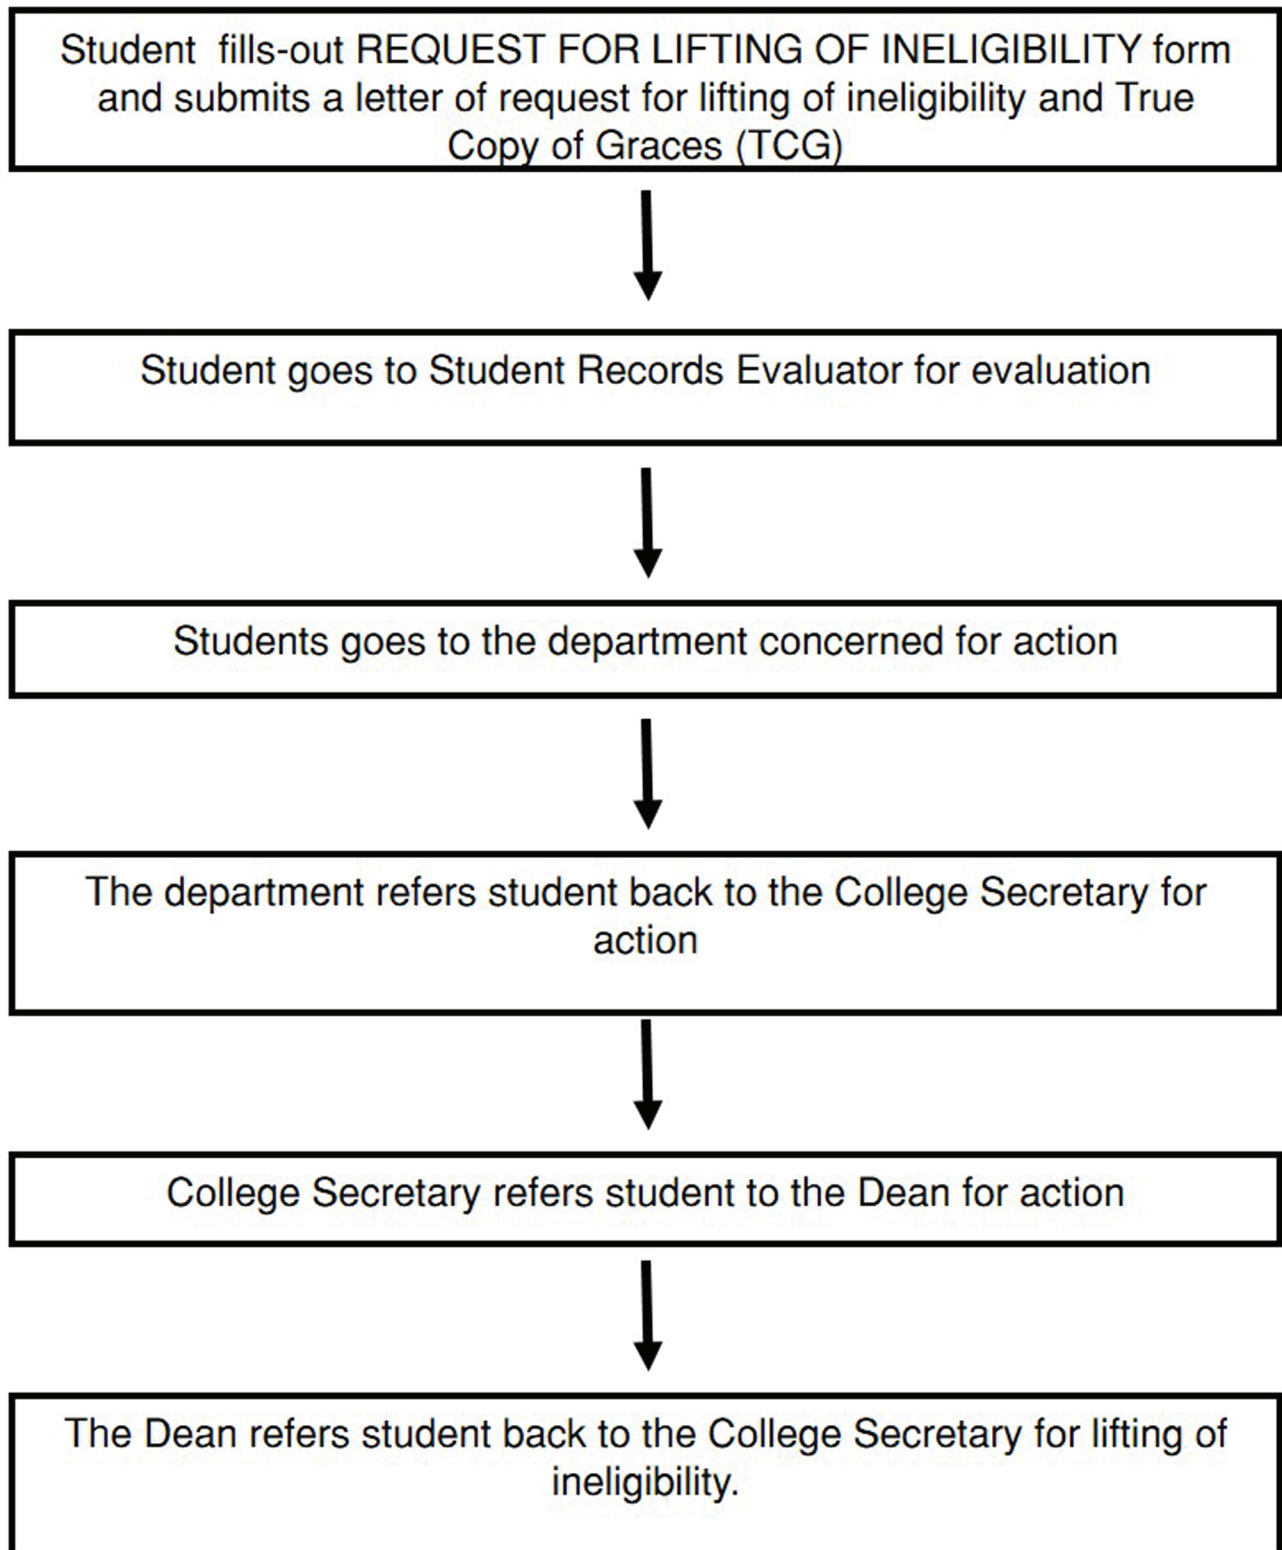 Student  fills-out REQUEST FOR LIFTING OF INELIGIBILITY form
and submits a letter of request for lifting of ineligibility and True
Copy of Graces (TCG)
Student goes to Student Records Evaluator for evaluation
Students goes to the department concerned for action
The department refers student back to the College Secretary for
action
College Secretary refers student to the Dean for action
The Dean refers student back to the College Secretary for lifting of
ineligibility.